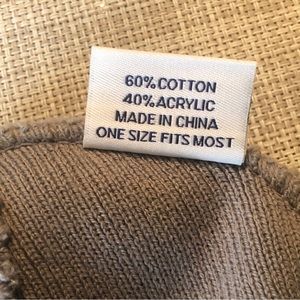 60% COTTON
40% ACRYLIC
MADE IN CHINA
ONE SIZE FITS MOST